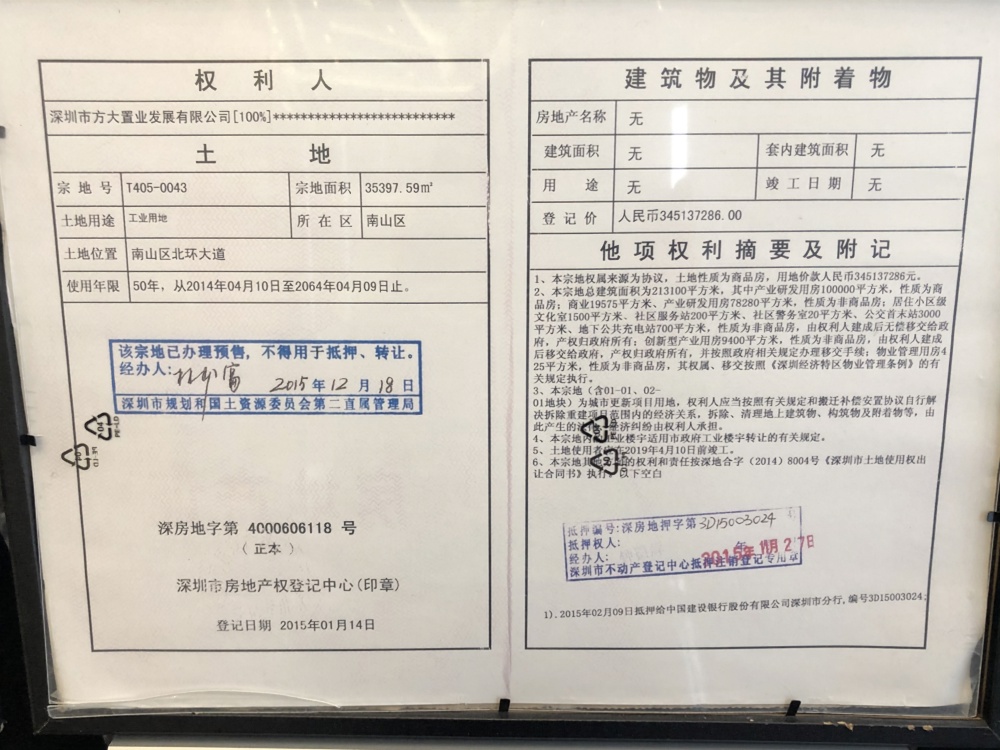 权利人
深圳市方大置业发展有限公司[100%]**************************
土地
宗地号 T405-0043 宗地面积 35397.59㎡
土地用途 工业用地 所在区 南山区
土地位置 南山区北环大道
使用年限 50年，从2014年04月10日至2064年04月09日止。
该宗地已办理预售，不得用于抵押、转让。
经办人：
2015年12月18日
深圳市规划和国土资源委员会第二直属管理局
深房地字第 4000606118 号
（正本）
深圳市房地产权登记中心(印章)
登记日期 2015年01月14日
建筑物及其附着物
房地产名称 无
建筑面积 无 套内建筑面积 无
用途 无 竣工日期 无
登记价 人民币345137286.00
他项权利摘要及附记
1、本宗地权属来源为协议，土地性质为商品房，用地价款人民币345137286元。
2、本宗地总建筑面积为213100平方米，其中产业研发用房100000平方米，性质为商
品房；商业19575平方米、产业研发用房78280平方米，性质为非商品房；居住小区级
文化室1500平方米、社区服务站200平方米、社区警务室20平方米、公交首末站3000
平方米、地下公共充电站700平方米，性质为非商品房，由权利人建成后无偿移交给政
府，产权归政府所有；创新型产业用房9400平方米，性质为非商品房，由权利人建成
后移交给政府，产权归政府所有，并按照政府相关规定办理移交手续；物业管理用房4
25平方米，性质为非商品房，其权属、移交按照《深圳经济特区物业管理条例》的有
关规定执行。
3、本宗地（含01-01、02-
01地块）为城市更新项目用地，权利人应当按照有关规定和搬迁补偿安置协议自行解
决拆除重建项目范围内的经济关系，拆除、清理地上建筑物、构筑物及附着物等，由
此产生的 经济纠纷由权利人承担。
4、本宗地内 业楼宇适用市政府工业楼宇转让的有关规定。
5、土地使用者 在2019年4月10日前竣工。
6、本宗地其 的权利和责任按深地合字（2014）8004号《深圳市土地使用权出
让合同书》执行。以下空白
抵押编号：深房地押字第3D15003024
抵押权人：
经办人： 2015年11月27日
深圳市不动产登记中心抵押注销登记专用章
1).2015年02月09日抵押给中国建设银行股份有限公司深圳市分行，编号3D15003024；